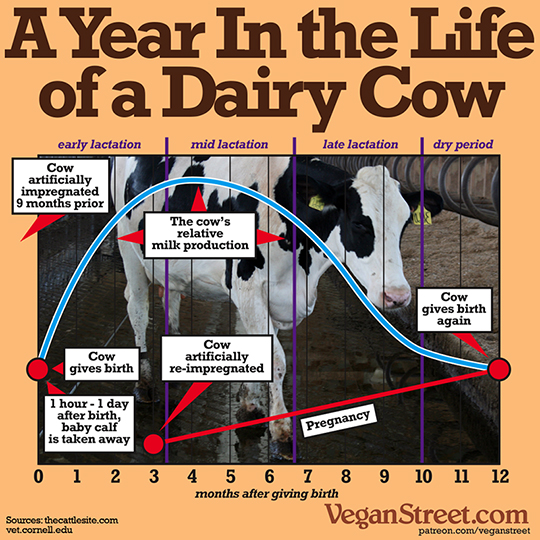 A Year In the Life
of a Dairy Cow
early lactation
mid lactation
late lactation
dry period
Cow
artificially
impregnated
9 months prior
The cow's
relative
milk production
Cow
gives birth
again
Cow
gives birth
Cow
artificially
re-impregnated
1 hour - 1 day
after birth,
baby calf
is taken away
Pregnancy
0 1 2 3 4 5 6 7 8 9 10 11 12
months after giving birth
Sources: thecattlesite.com
vet.cornell.edu
VeganStreet.com
patreon.com/veganstreet